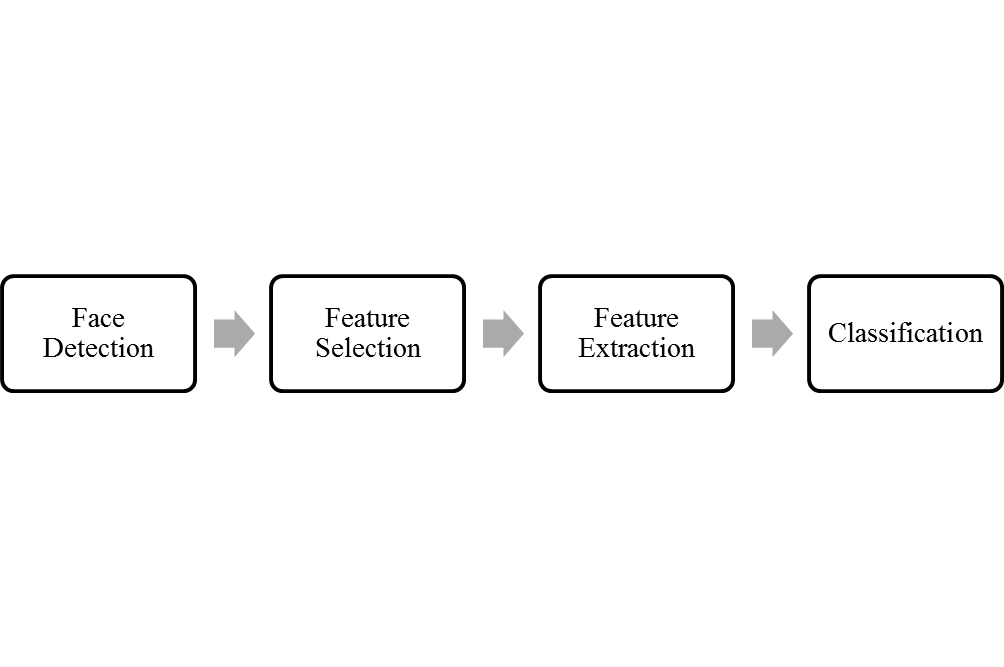 Face
Detection
Feature
Selection
Feature
Extraction
Classification